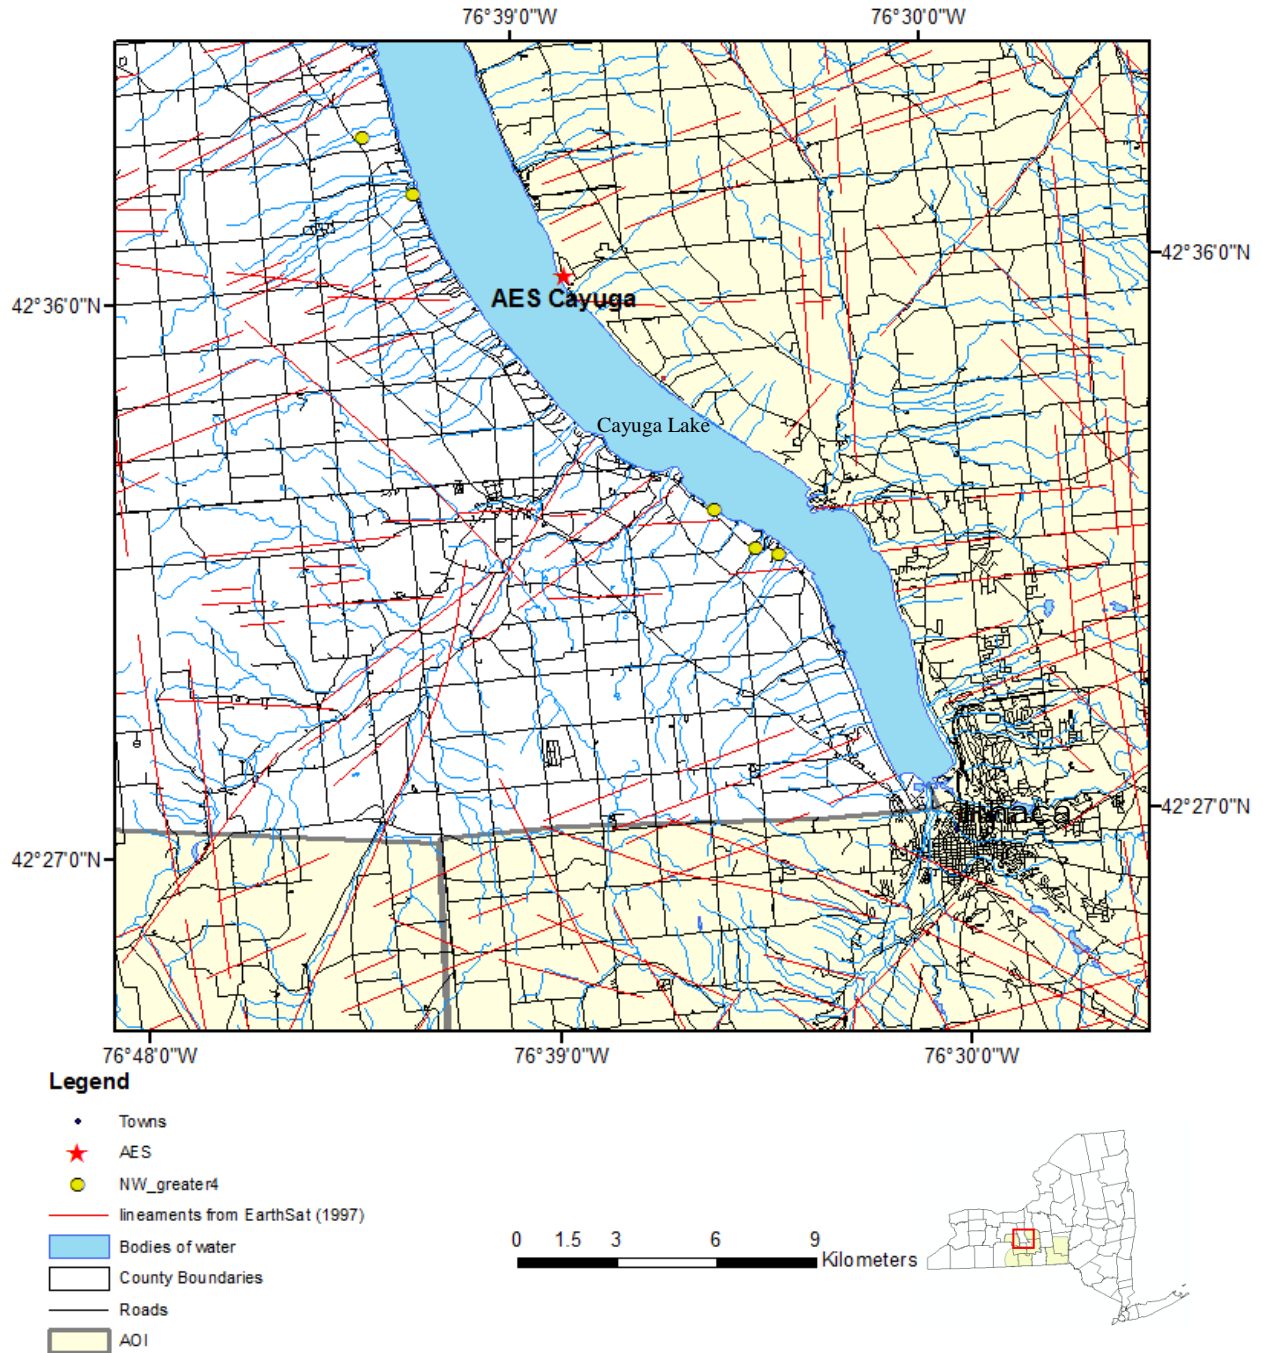 76°39'0"W 76°30'0"W
42°36'0"N
42°36'0"N
AES Cayuga
Cayuga Lake
42°27'0"N
Ithaca
42°27'0"N
76°48'0"W 76°39'0"W 76°30'0"W
Legend
Towns
AES
NW_greater4
lineaments from EarthSat (1997)
Bodies of water
County Boundaries
Roads
AOI
0 1.5 3 6 9
Kilometers